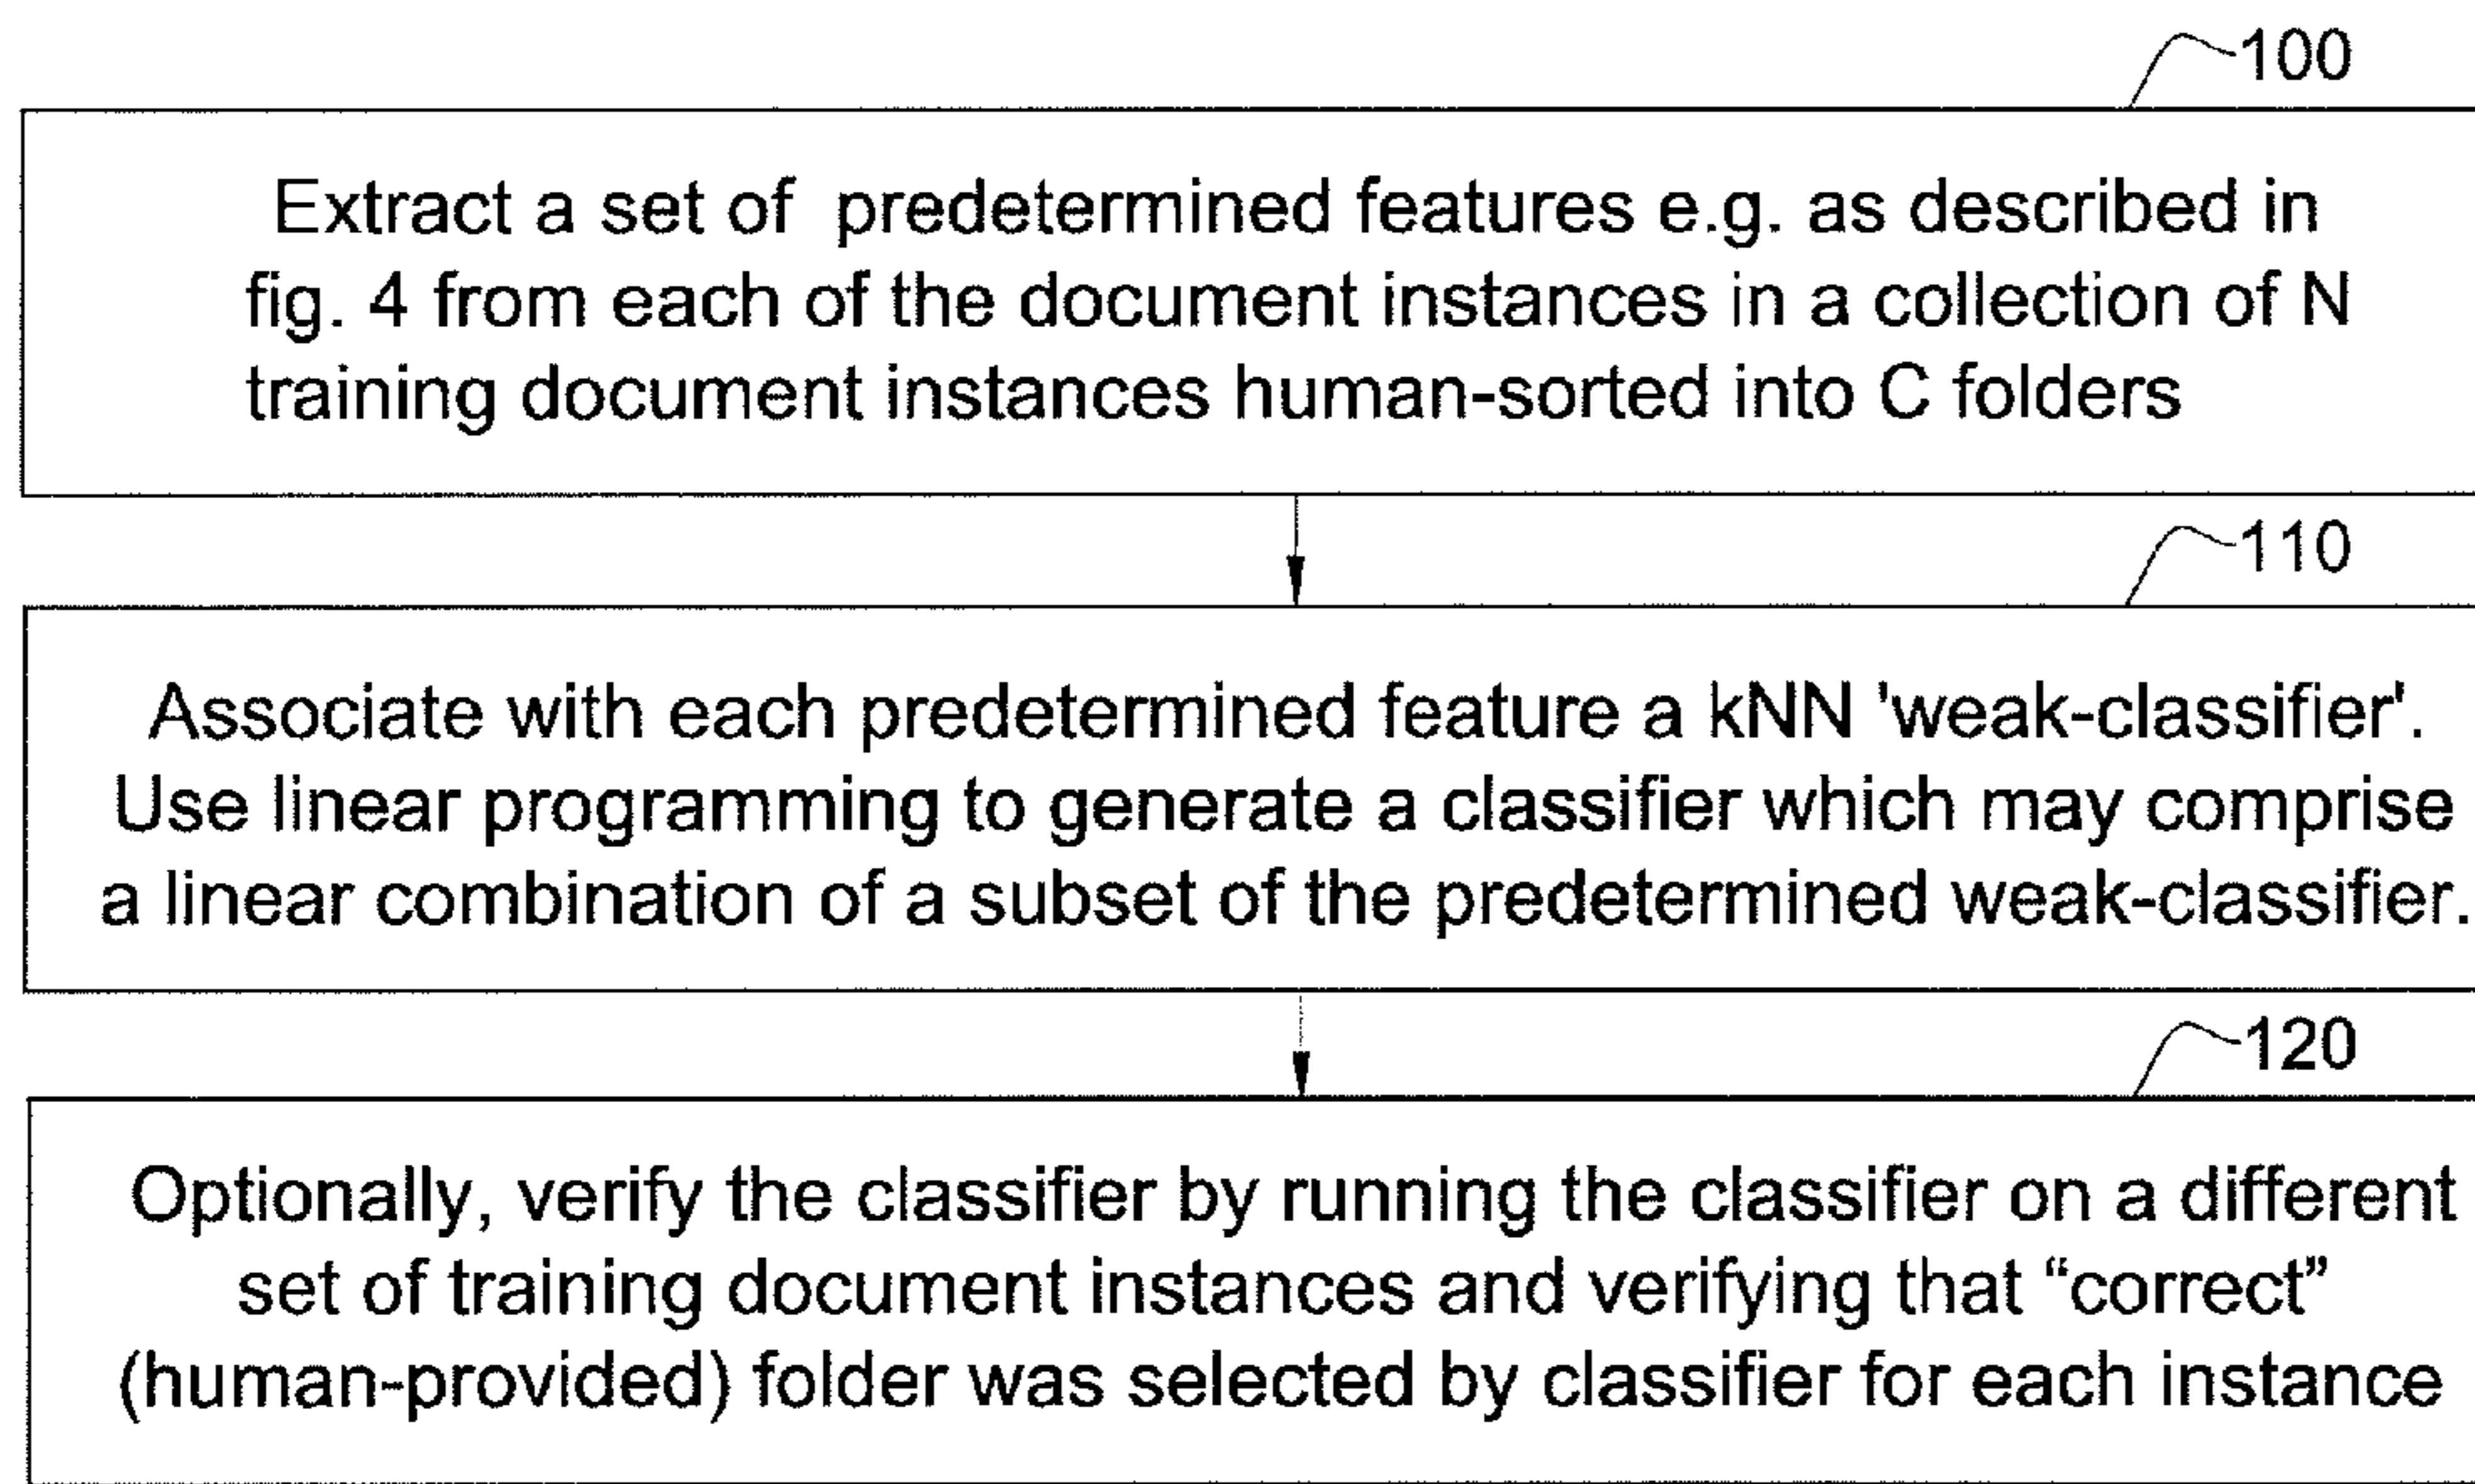 100
Extract a set of predetermined features e.g. as described in
fig. 4 from each of the document instances in a collection of N
training document instances human-sorted into C folders
110
Associate with each predetermined feature a kNN 'weak-classifier'.
Use linear programming to generate a classifier which may comprise
a linear combination of a subset of the predetermined weak-classifier.
120
Optionally, verify the classifier by running the classifier on a different
set of training document instances and verifying that “correct”
(human-provided) folder was selected by classifier for each instance